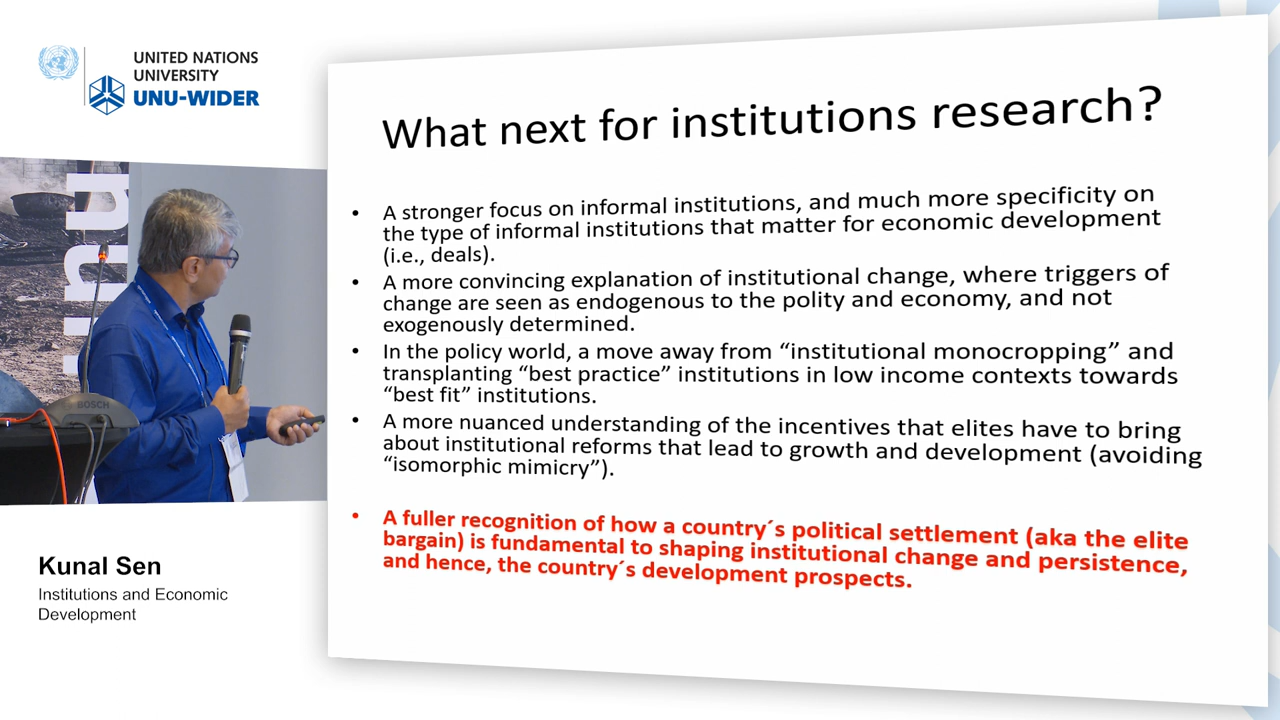 UNITED NATIONS
UNIVERSITY
UNU-WIDER
What next for institutions research?
• A stronger focus on informal institutions, and much more specificity on
the type of informal institutions that matter for economic development
(i.e., deals).
• A more convincing explanation of institutional change, where triggers of
change are seen as endogenous to the polity and economy, and not
exogenously determined.
• In the policy world, a move away from “institutional monocropping” and
transplanting “best practice” institutions in low income contexts towards
“best fit” institutions.
• A more nuanced understanding of the incentives that elites have to bring
about institutional reforms that lead to growth and development (avoiding
“isomorphic mimicry”).
• A fuller recognition of how a country´s political settlement (aka the elite
bargain) is fundamental to shaping institutional change and persistence,
and hence, the country´s development prospects.
BOSCH
Kunal Sen
Institutions and Economic
Development